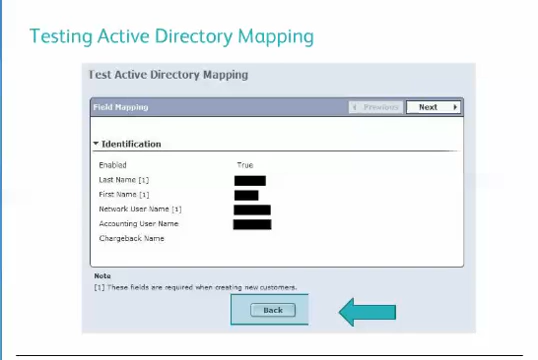 Testing Active Directory Mapping
Test Active Directory Mapping
Field Mapping Previous Next
Identification
Enabled True
Last Name [1]
First Name [1]
Network User Name [1]
Accounting User Name
Chargeback Name
Note
[1] These fields are required when creating new customers.
Back